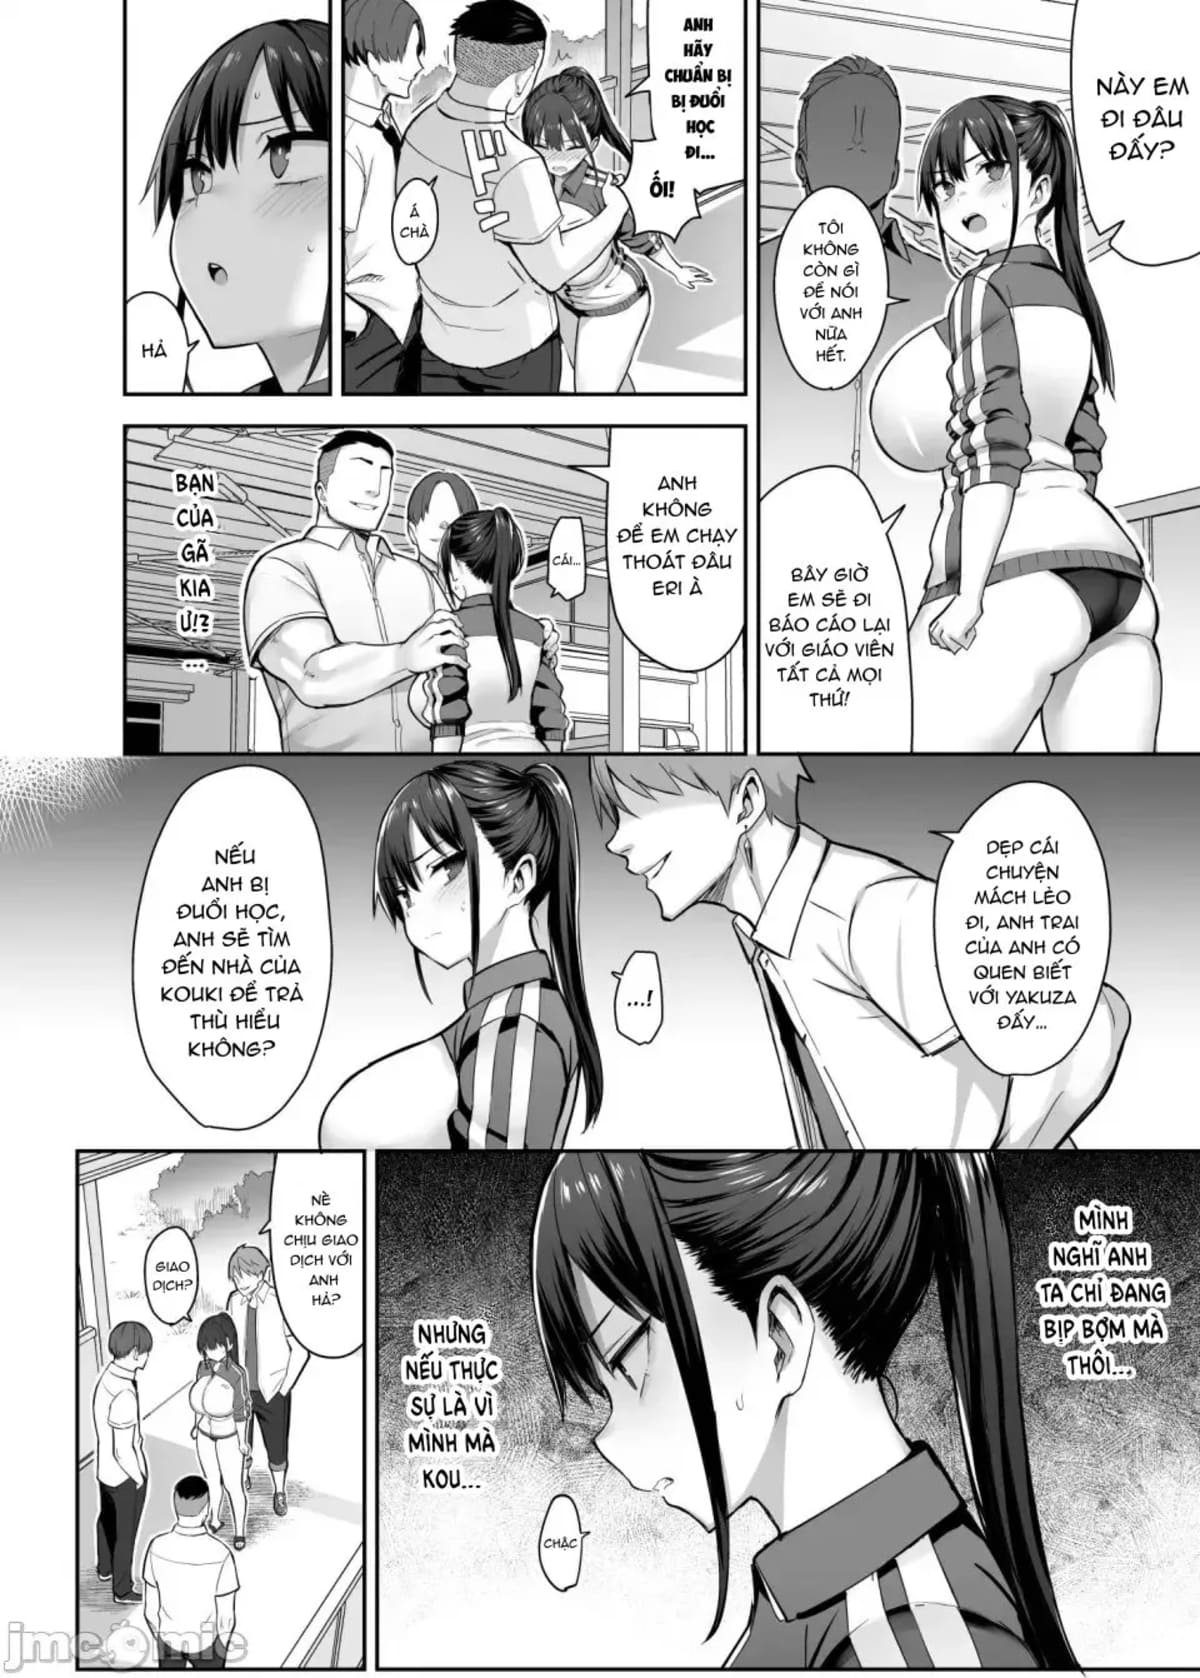 NÀY EM
ĐI ĐÂU
ĐẤY?
TÔI
KHÔNG
CÒN GÌ
ĐỂ NÓI
VỚI ANH
NỮA
HẾT.
BÂY GIỜ
EM SẼ ĐI
BÁO CÁO LẠI
VỚI GIÁO VIÊN
TẤT CẢ MỌI
THỨ!
ANH
HÃY
CHUẨN BỊ
BỊ ĐUỔI
HỌC
ĐI...
ỐI!
ドンッ
Á
CHÀ
HẢ
ANH
KHÔNG
ĐỂ EM CHẠY
THOÁT ĐÂU
ERI À
CÁI...
BẠN
CỦA
GÃ
KIA
Ư!?
...
DẸP CÁI
CHUYỆN
MÁCH LẺO
ĐI, ANH TRAI
CỦA ANH CÓ
QUEN BIẾT
VỚI YAKUZA
ĐẤY...
...!
NẾU
ANH BỊ
ĐUỔI HỌC,
ANH SẼ TÌM
ĐẾN NHÀ CỦA
KOUKI ĐỂ TRẢ
THÙ HIỂU
KHÔNG?
MÌNH
NGHĨ ANH
TA CHỈ ĐANG
BỊP BỢM MÀ
THÔI...
NHƯNG
NẾU THỰC
SỰ LÀ VÌ
MÌNH MÀ
KOU...
CHẬC
NÈ
KHÔNG
CHỊU GIAO
DỊCH VỚI
ANH
HẢ?
GIAO
DỊCH?
jmcomic